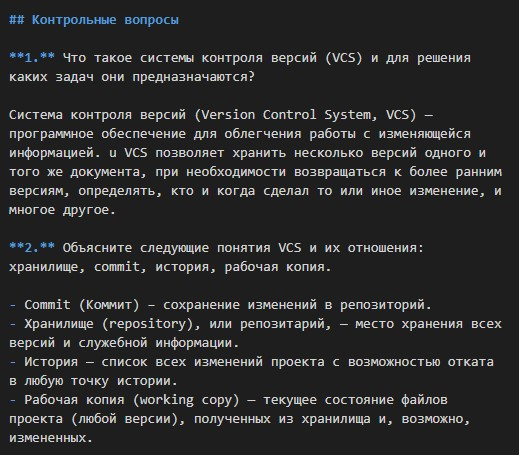 ## Контрольные вопросы
**1.** Что такое системы контроля версий (VCS) и для решения
каких задач они предназначаются?
Система контроля версий (Version Control System, VCS) —
программное обеспечение для облегчения работы с изменяющейся
информацией. u VCS позволяет хранить несколько версий одного и
того же документа, при необходимости возвращаться к более ранним
версиям, определять, кто и когда сделал то или иное изменение, и
многое другое.
**2.** Объясните следующие понятия VCS и их отношения:
хранилище, commit, история, рабочая копия.
- Commit (Коммит) – сохранение изменений в репозиторий.
- Хранилище (repository), или репозитарий, — место хранения всех
версий и служебной информации.
- История — список всех изменений проекта с возможностью отката
в любую точку истории.
- Рабочая копия (working copy) — текущее состояние файлов
проекта (любой версии), полученных из хранилища и, возможно,
измененных.